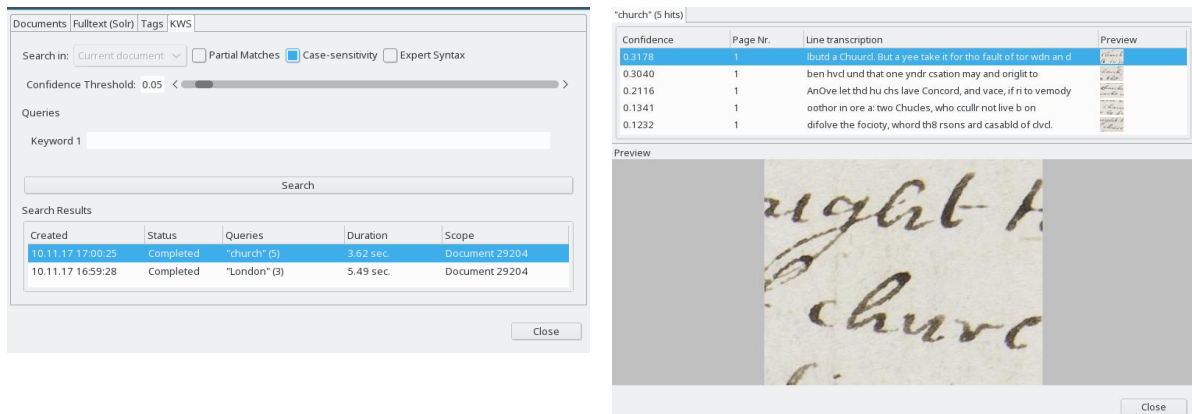 Documents Fulltext (Solr) Tags KWS
Search in: Current document Partial Matches Case-sensitivity Expert Syntax
Confidence Threshold: 0.05
Queries
Keyword 1
Search
Search Results
Created Status Queries Duration Scope
10.11.17 17:00:25 Completed "church" (5) 3.62 sec. Document 29204
10.11.17 16:59:28 Completed "London" (3) 5.49 sec. Document 29204
Close
"church" (5 hits)
Confidence Page Nr. Line transcription Preview
0.3178 1 lbutd a Chuurcl. But a yee take it for tho fault of tor wdn an d
0.3040 1 ben hvcl und that one yndr csation may and origlit to
0.2116 1 AnOve let thd hu chs lave Concord, and vace, if ri to vemody
0.1341 1 oothor in ore a: two Chucles, who ccullr not live b on
0.1232 1 difolve the focioty, whord th8 rsons ard casabld of clvcl.
Preview
ught
churc
Close